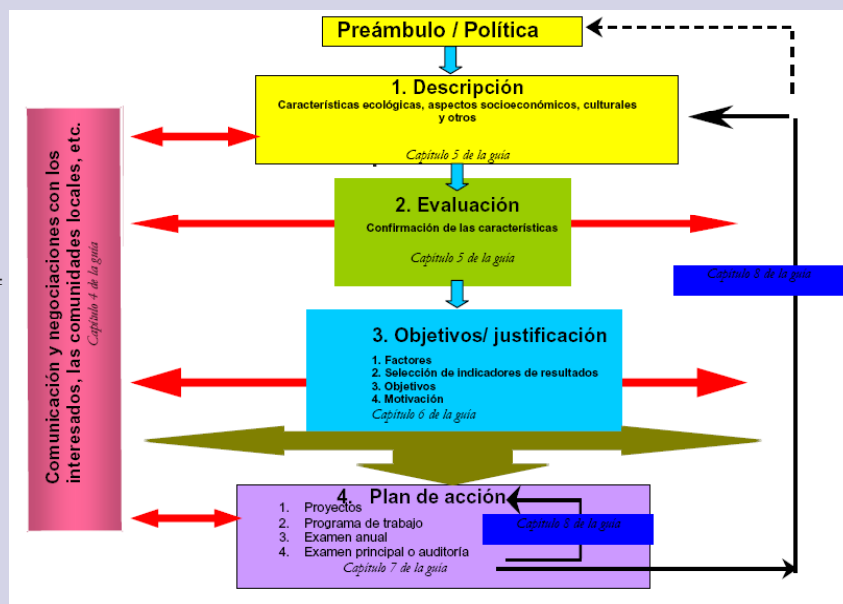 Preámbulo / Política
1. Descripción
Características ecológicas, aspectos socioeconómicos, culturales
y otros
Capítulo 5 de la guía
Comunicación y negociaciones con los
interesados, las comunidades locales, etc.
Capítulo 4 de la guía
2. Evaluación
Confirmación de las características
Capítulo 5 de la guía
Capítulo 8 de la guía
3. Objetivos/ justificación
1. Factores
2. Selección de indicadores de resultados
3. Objetivos
4. Motivación
Capítulo 6 de la guía
4. Plan de acción
1. Proyectos
2. Programa de trabajo
3. Examen anual
4. Examen principal o auditoría
Capítulo 7 de la guía
Capítulo 8 de la guía